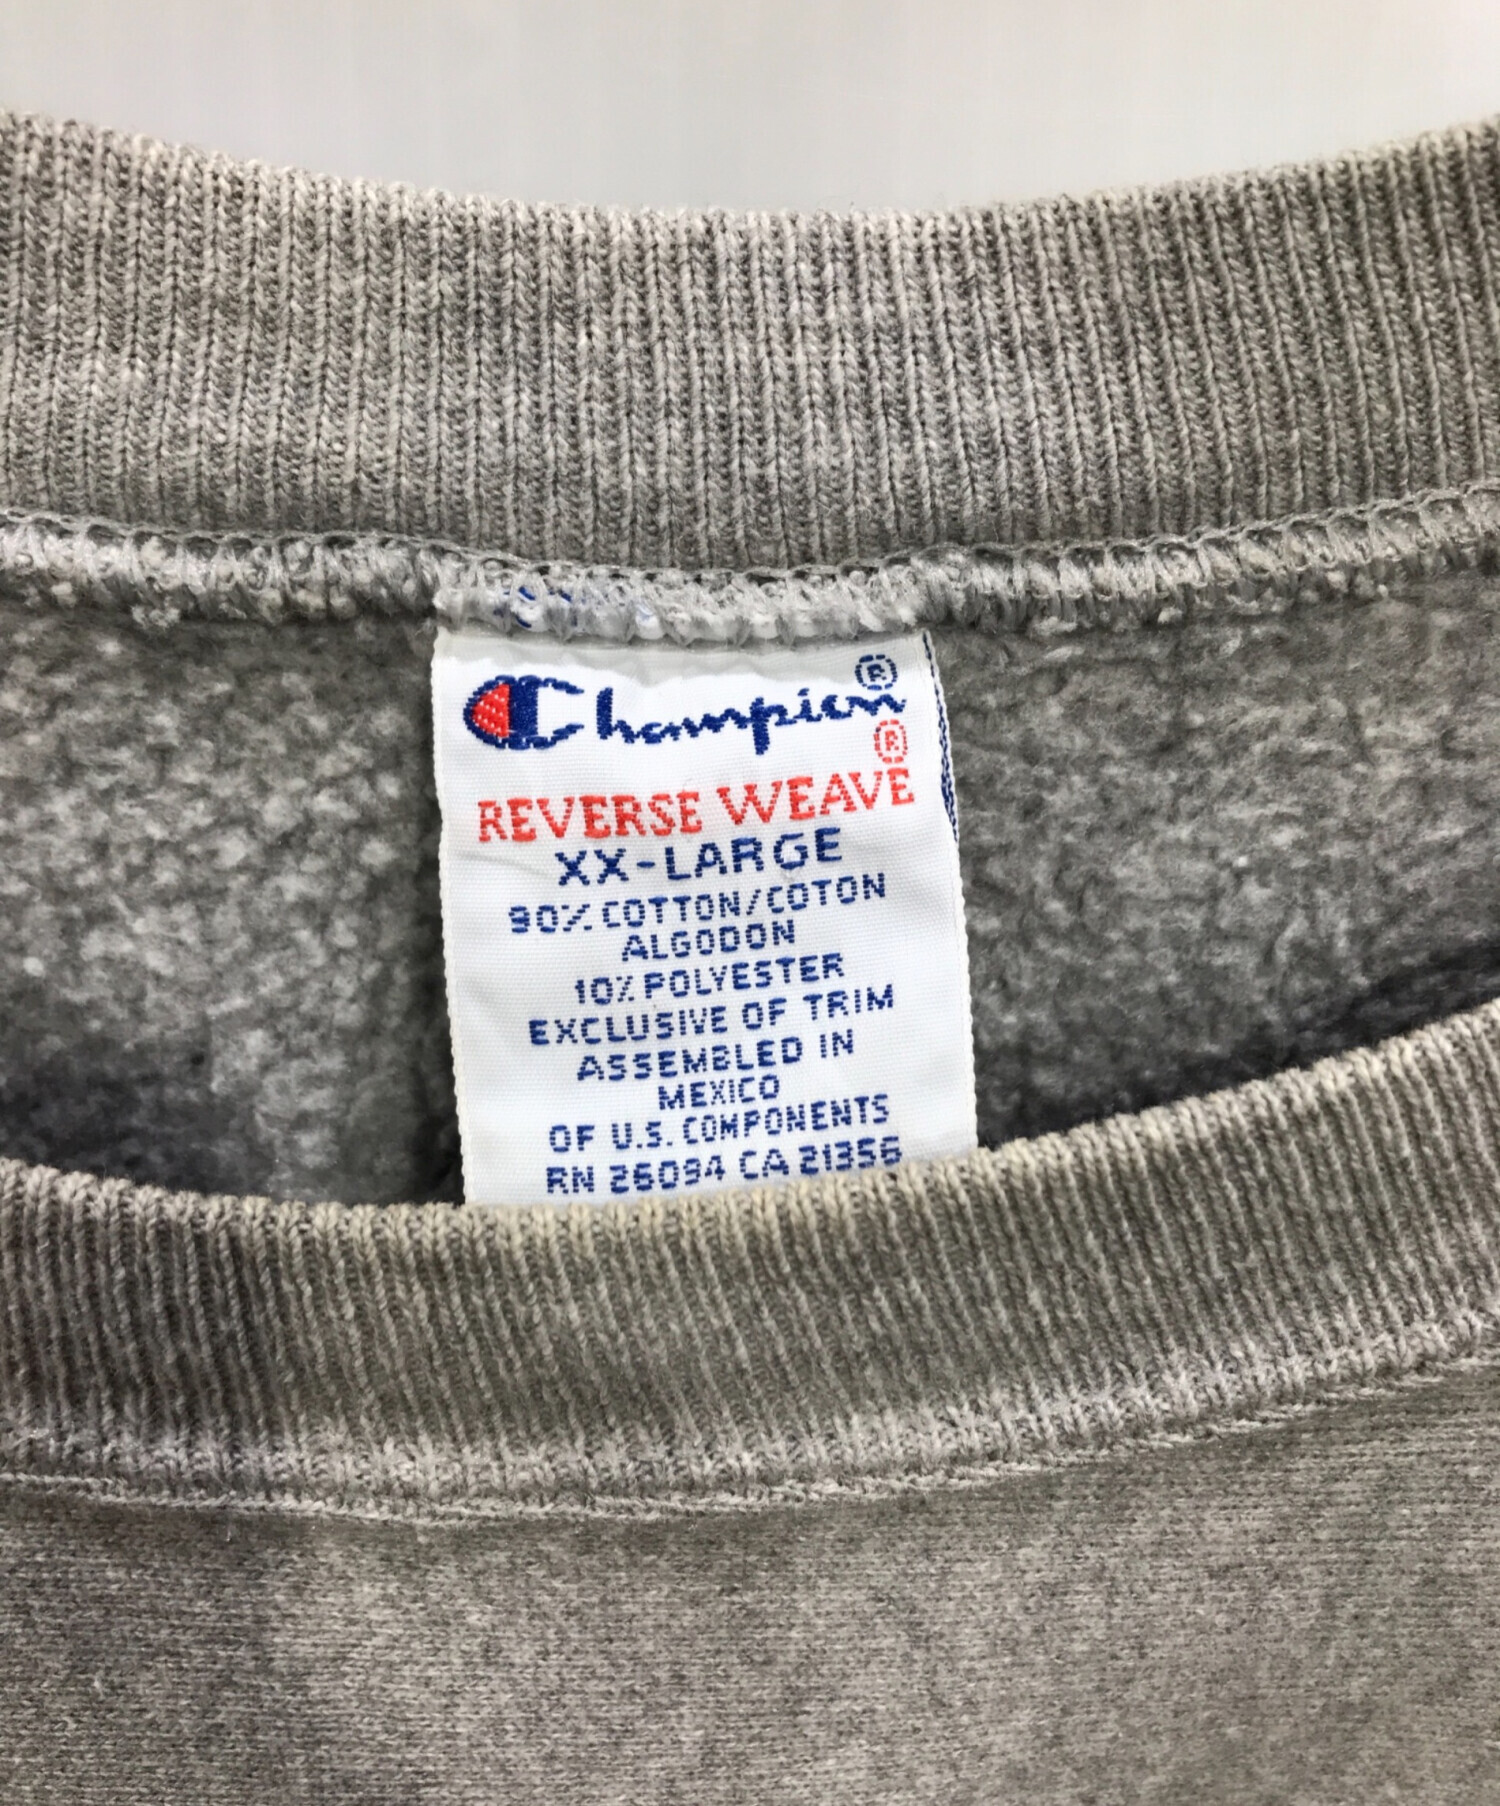 Champion®
®
REVERSE WEAVE
XX-LARGE
90% COTTON/COTON
ALGODON
10% POLYESTER
EXCLUSIVE OF TRIM
ASSEMBLED IN
MEXICO
OF U.S. COMPONENTS
RN 26094 CA 21356